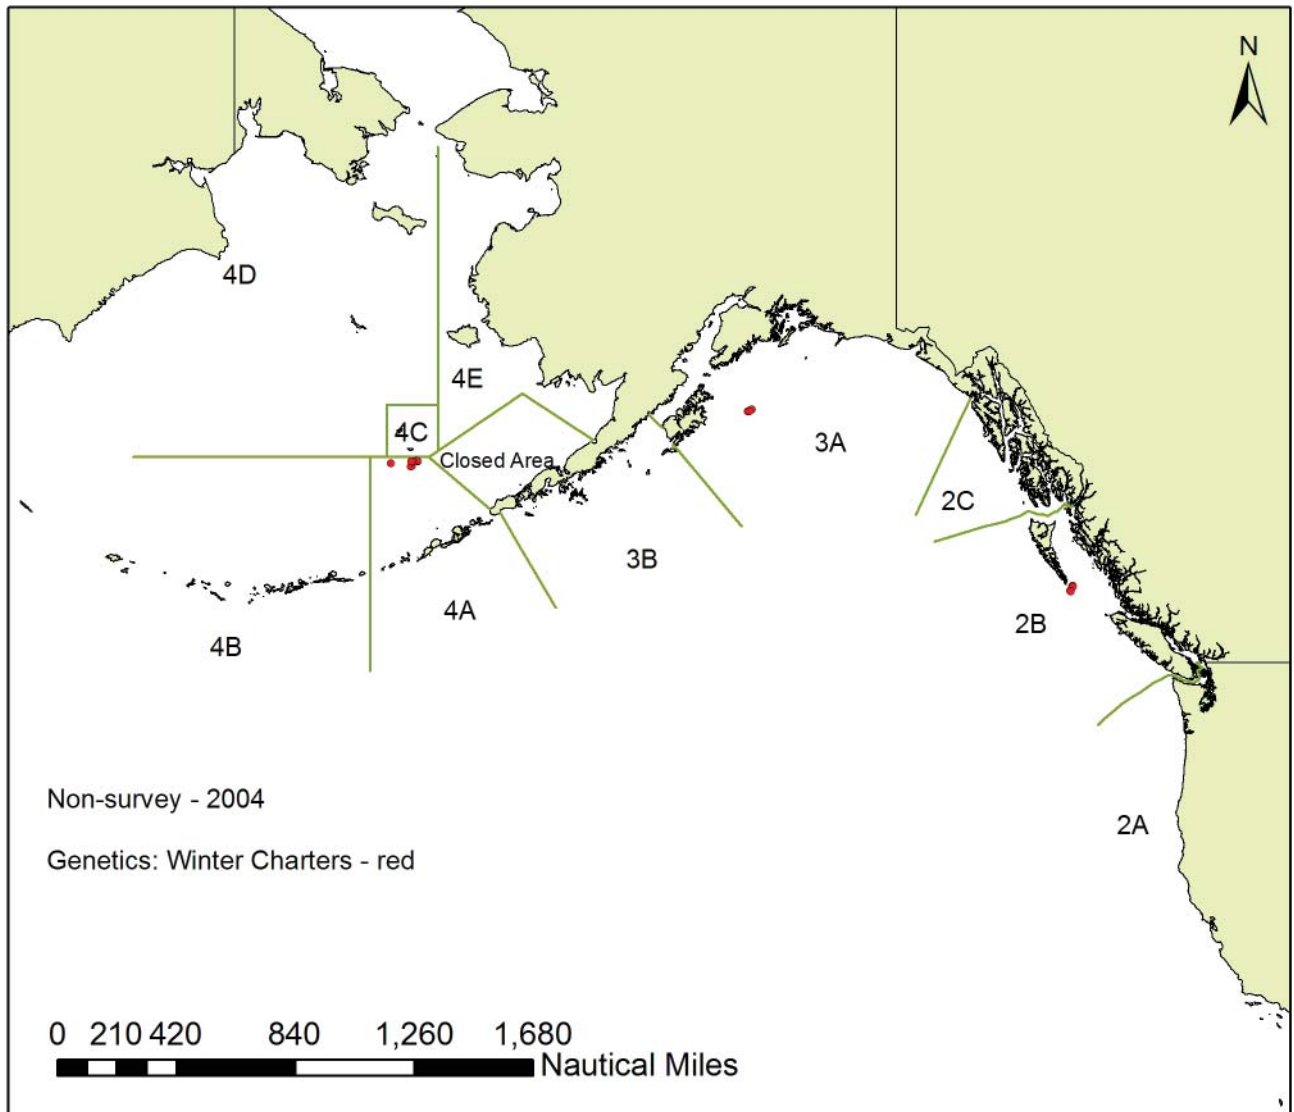 N
4D
4E
4C
Closed Area
3A
2C
3B
4A
2B
4B
Non-survey - 2004
2A
Genetics: Winter Charters - red
0 210 420 840 1,260 1,680
Nautical Miles